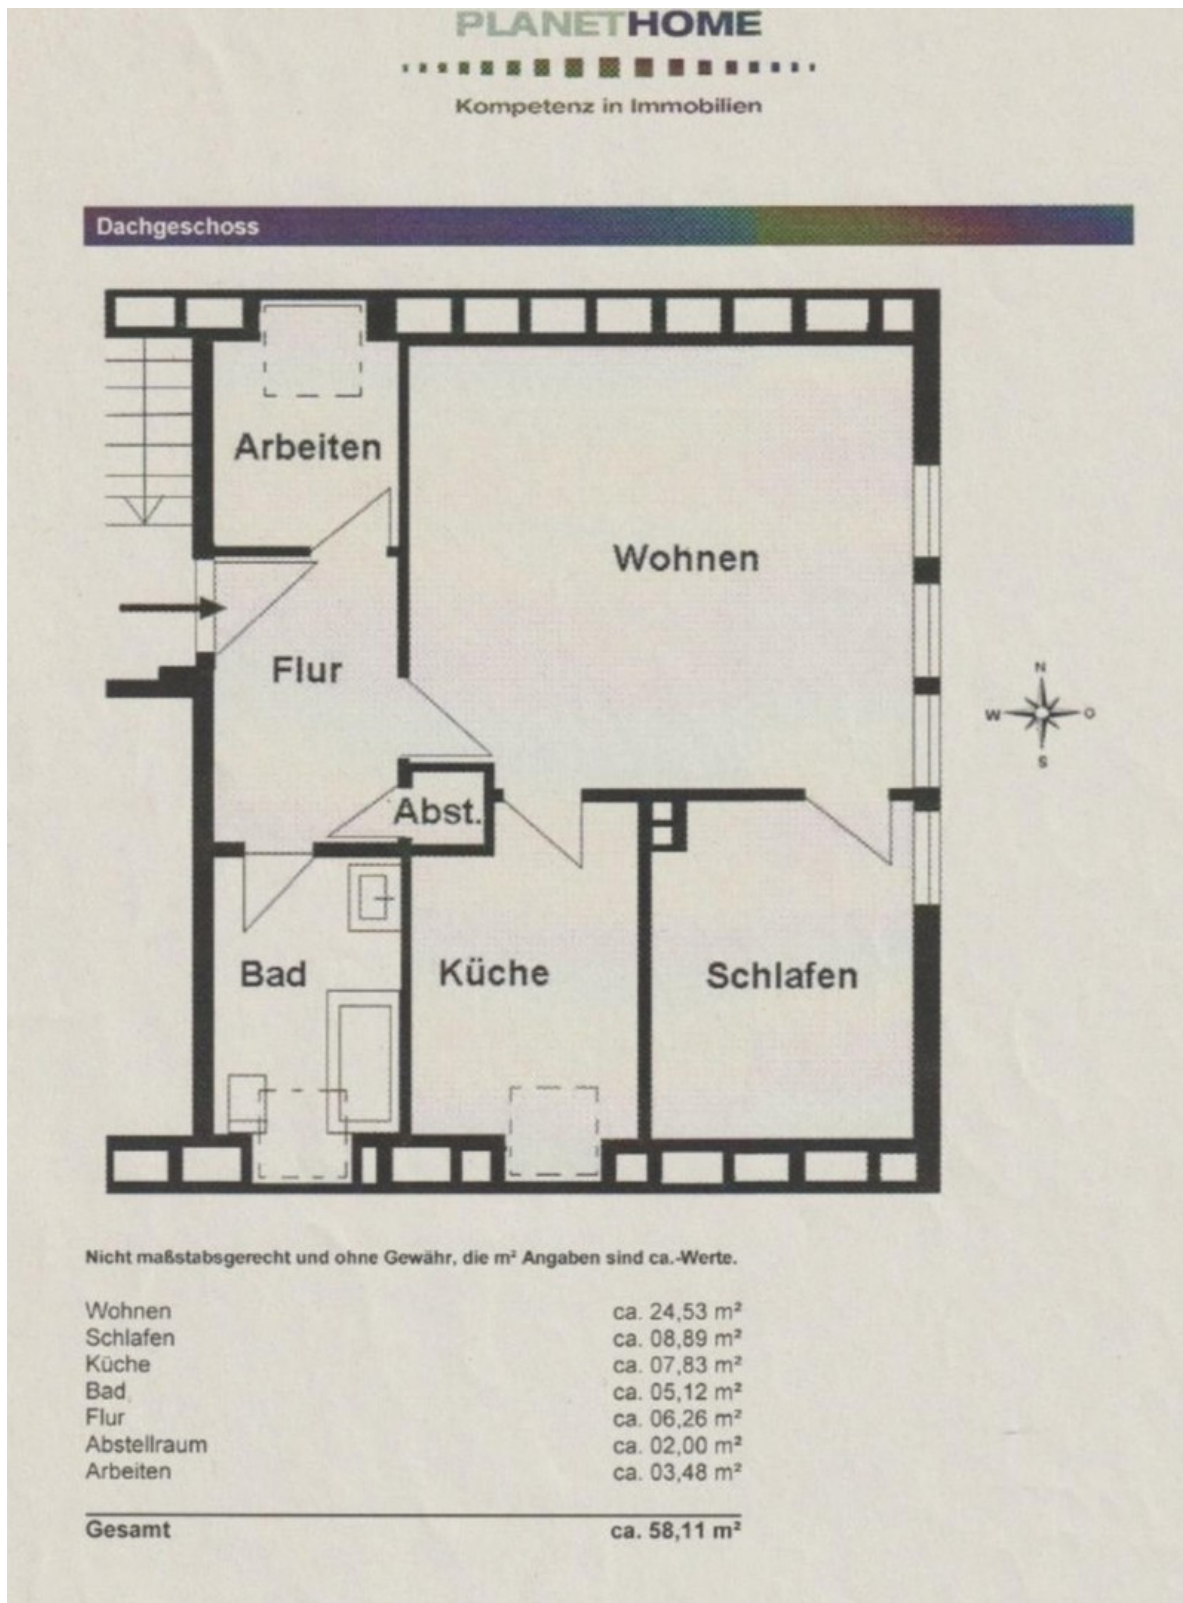 PLANETHOME
Kompetenz in Immobilien
Dachgeschoss
Arbeiten
Wohnen
Flur
N
W O
S
Abst.
Bad
Küche
Schlafen
Nicht maßstabsgerecht und ohne Gewähr, die m² Angaben sind ca.-Werte.
Wohnen ca. 24,53 m²
Schlafen ca. 08,89 m²
Küche ca. 07,83 m²
Bad ca. 05,12 m²
Flur ca. 06,26 m²
Abstellraum ca. 02,00 m²
Arbeiten ca. 03,48 m²
Gesamt ca. 58,11 m²